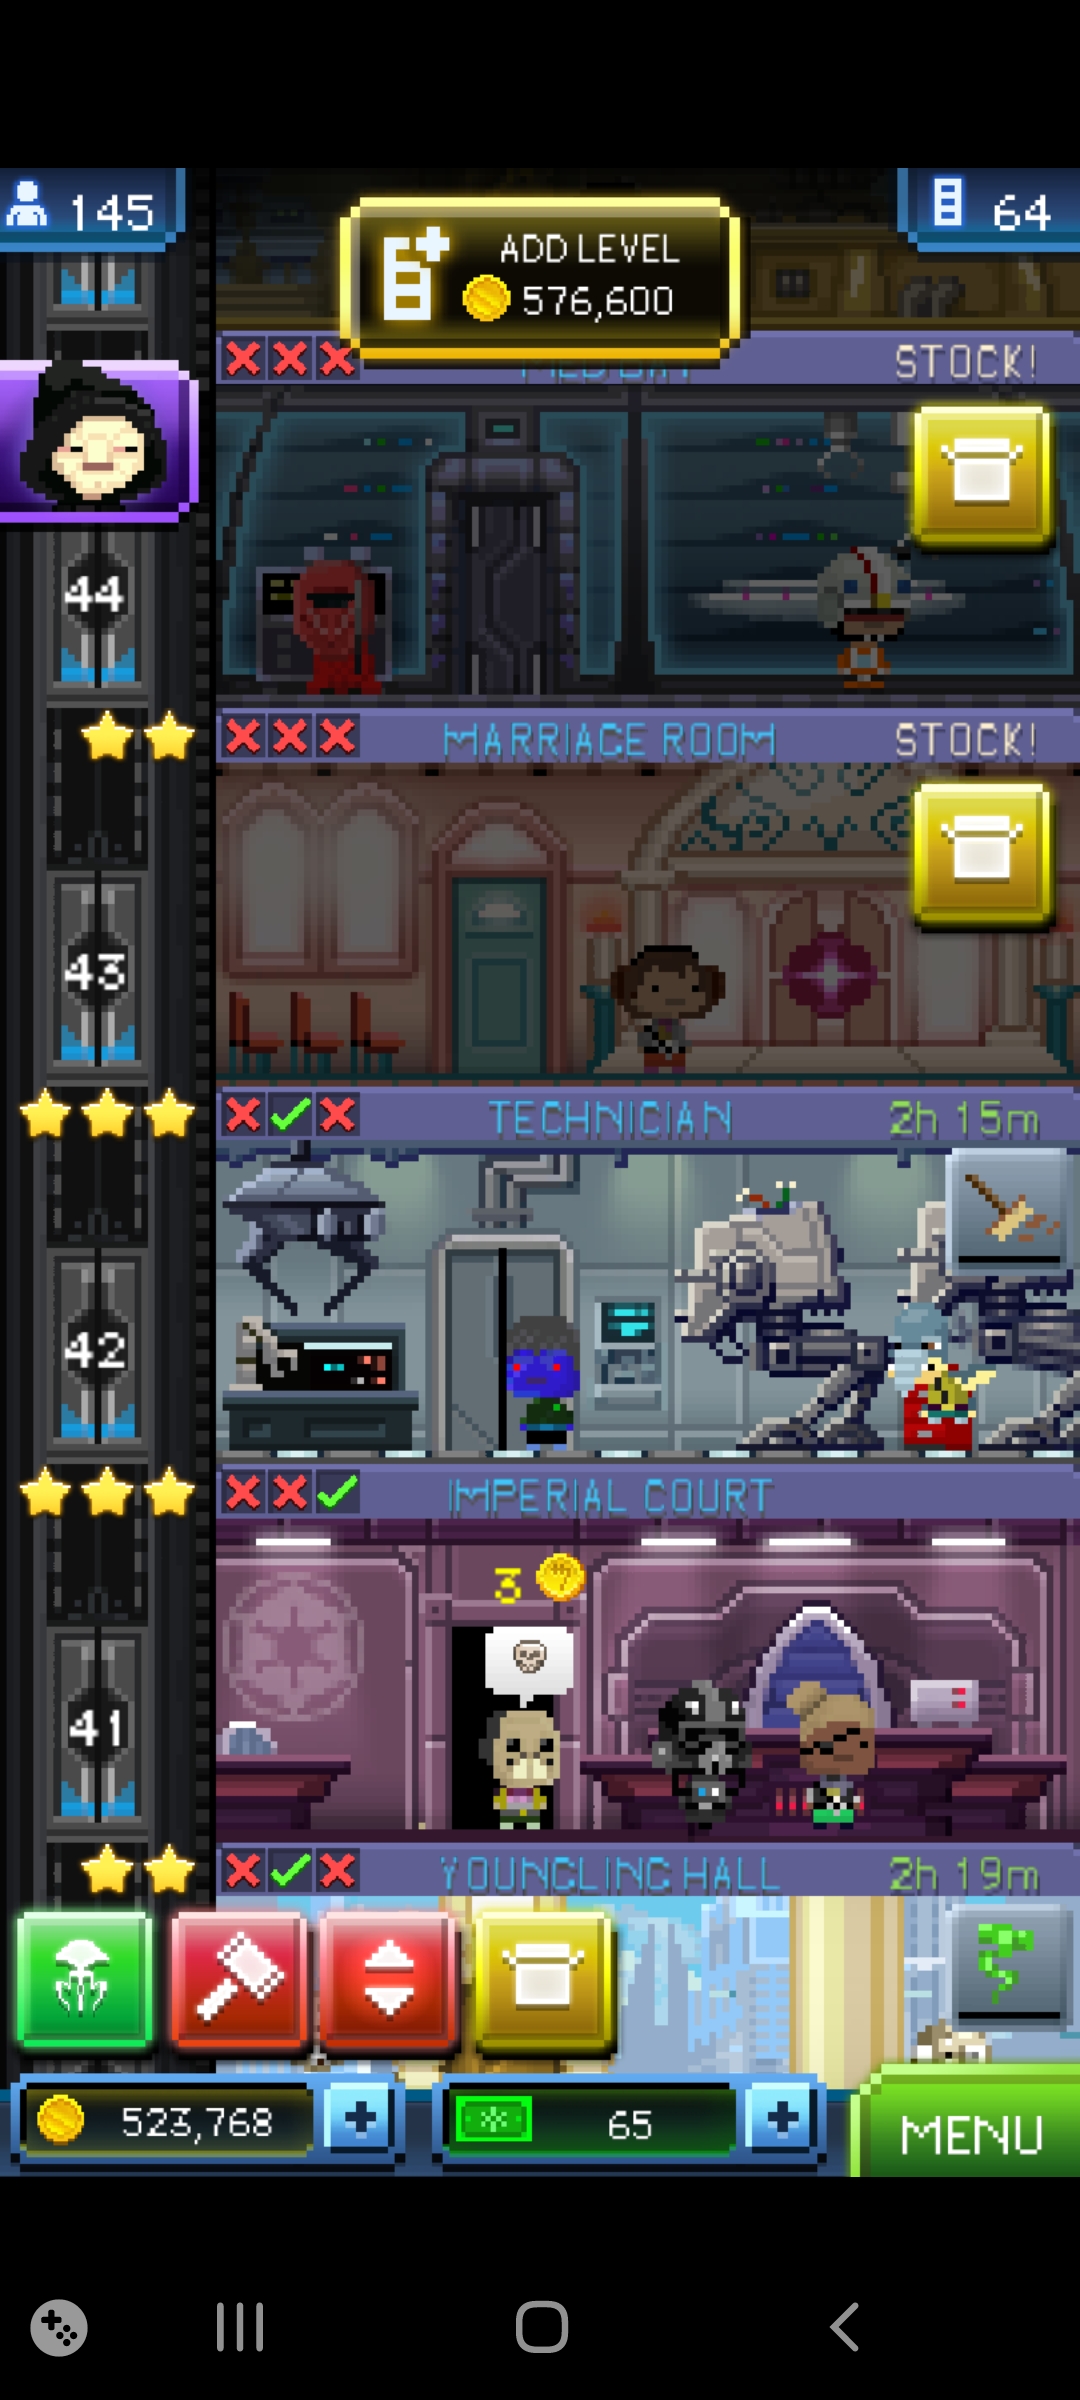 145
ADD LEVEL
576,600
64
STOCK!
44
MARRIAGE ROOM
STOCK!
43
TECHNICIAN
2h 15m
42
IMPERIAL COURT
3
41
YOUNGLING HALL
2h 19m
523,768
+
65
+
MENU